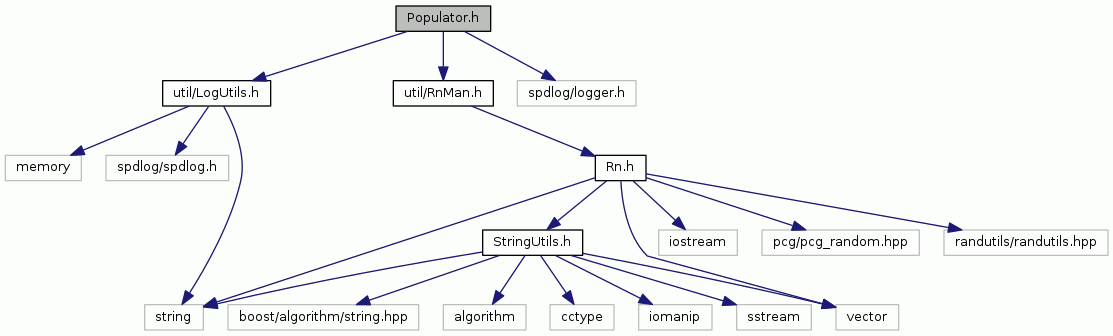 Populator.h
util/LogUtils.h
util/RnMan.h
spdlog/logger.h
memory
spdlog/spdlog.h
Rn.h
StringUtils.h
iostream
pcg/pcg_random.hpp
randutils/randutils.hpp
string
boost/algorithm/string.hpp
algorithm
cctype
iomanip
sstream
vector